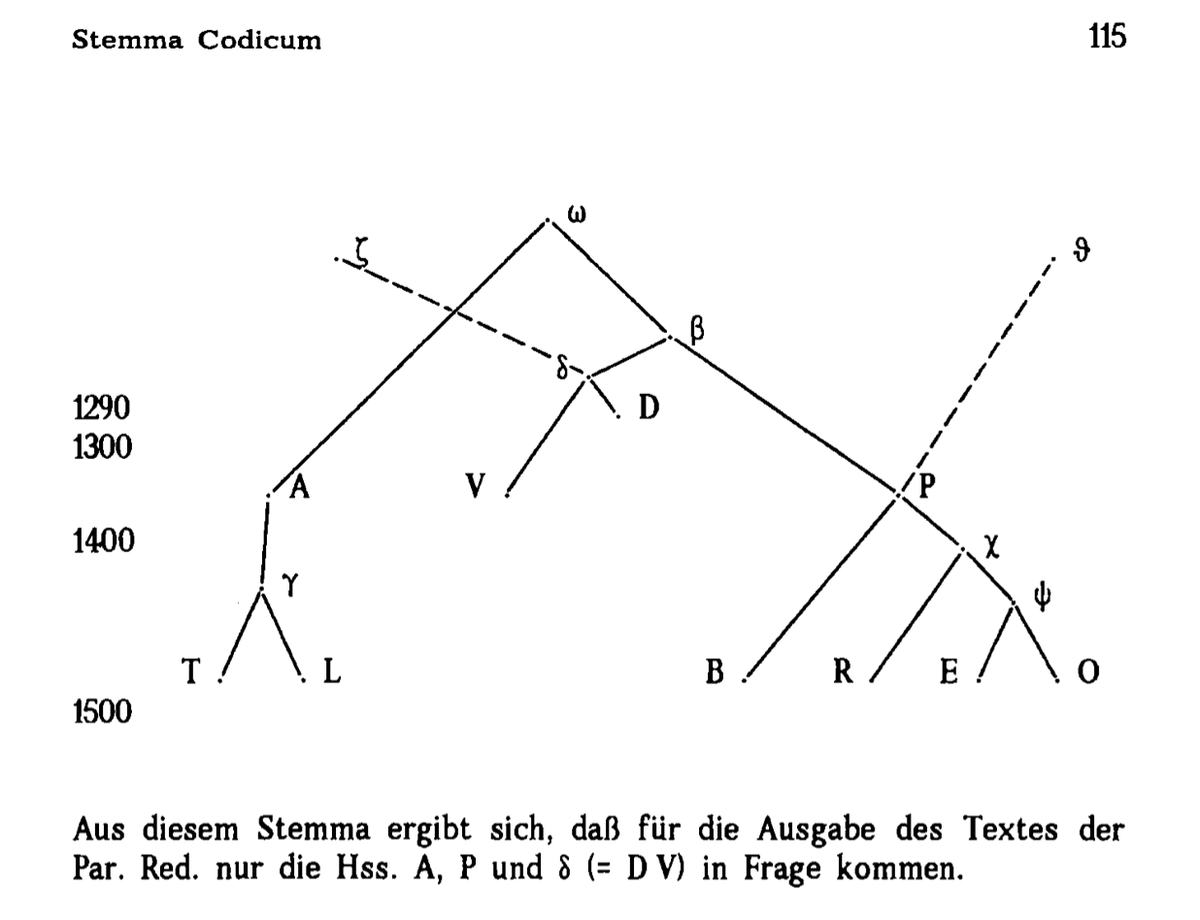 Stemma Codicum 115
ω
ζ ϑ
β
δ
1290 D
1300
A V P
1400 χ
γ ψ
T L B R E O
1500
Aus diesem Stemma ergibt sich, daß für die Ausgabe des Textes der
Par. Red. nur die Hss. A, P und δ (= D V) in Frage kommen.